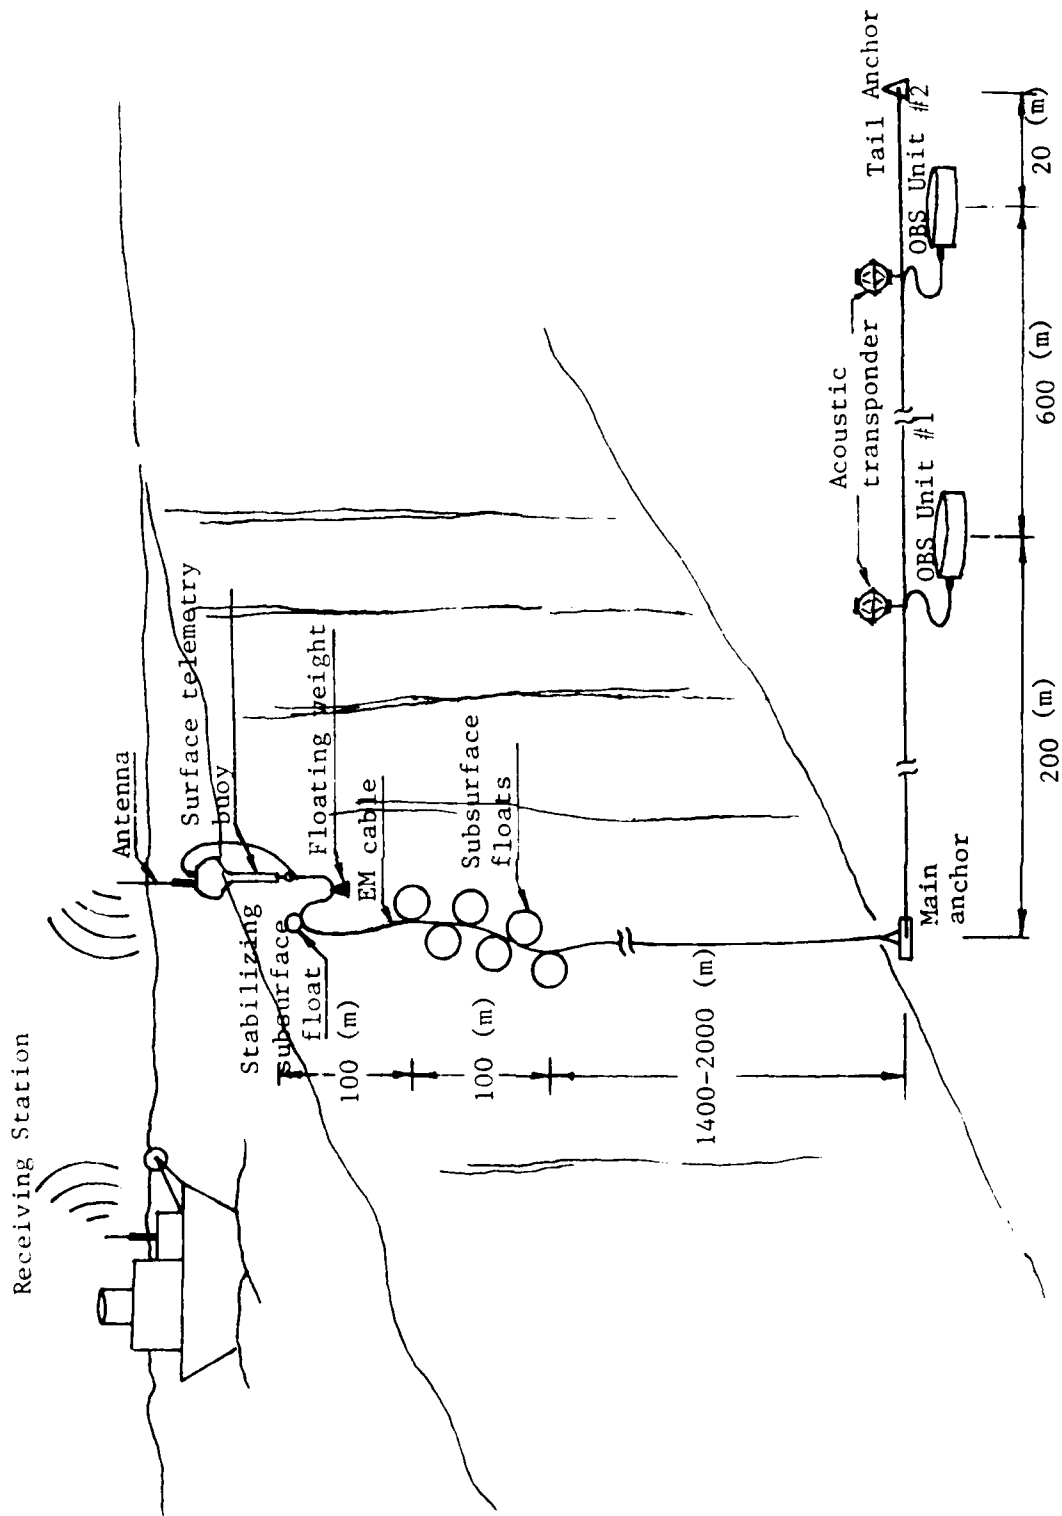 Receiving Station
Antenna
Surface telemetry
buoy
Stabilizing
subsurface
float
Floating weight
EM cable
Subsurface
floats
100 (m)
100 (m)
1400-2000 (m)
Main
anchor
Acoustic
transponder
OBS Unit #1
Tail Anchor
OBS Unit #2
200 (m)
600 (m)
20 (m)